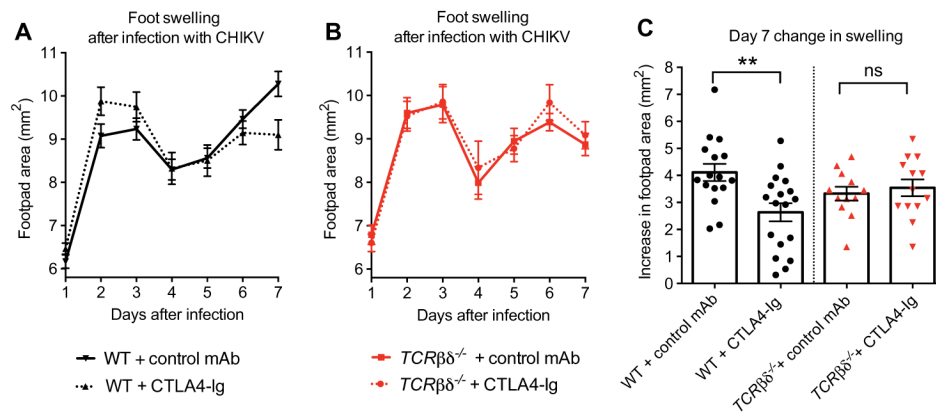 A
Foot swelling
after infection with CHIKV
Footpad area (mm²)
11
10
9
8
7
6
1 2 3 4 5 6 7
Days after infection
WT + control mAb
WT + CTLA4-Ig
B
Foot swelling
after infection with CHIKV
Footpad area (mm²)
11
10
9
8
7
6
1 2 3 4 5 6 7
Days after infection
TCRβδ⁻/⁻ + control mAb
TCRβδ⁻/⁻ + CTLA4-Ig
C
Day 7 change in swelling
Increase in footpad area (mm²)
8
7
6
5
4
3
2
1
0
**
ns
WT + control mAb
WT + CTLA4-Ig
TCRβδ⁻/⁻+ control mAb
TCRβδ⁻/⁻+ CTLA4-Ig